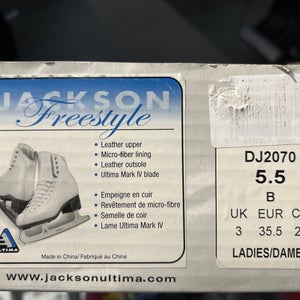 JACKSON
Freestyle
• Leather upper
• Micro-fiber lining
• Leather outsole
• Ultima Mark IV blade
• Empeigne en cuir
• Revêtement de micro-fibre
• Semelle de cuir
• Lame Ultima Mark IV
Made in China/ Fabriqué au Chine
www.jacksonultima.com
DJ2070
5.5
B
UK EUR C
3 35.5 2
LADIES/DAME